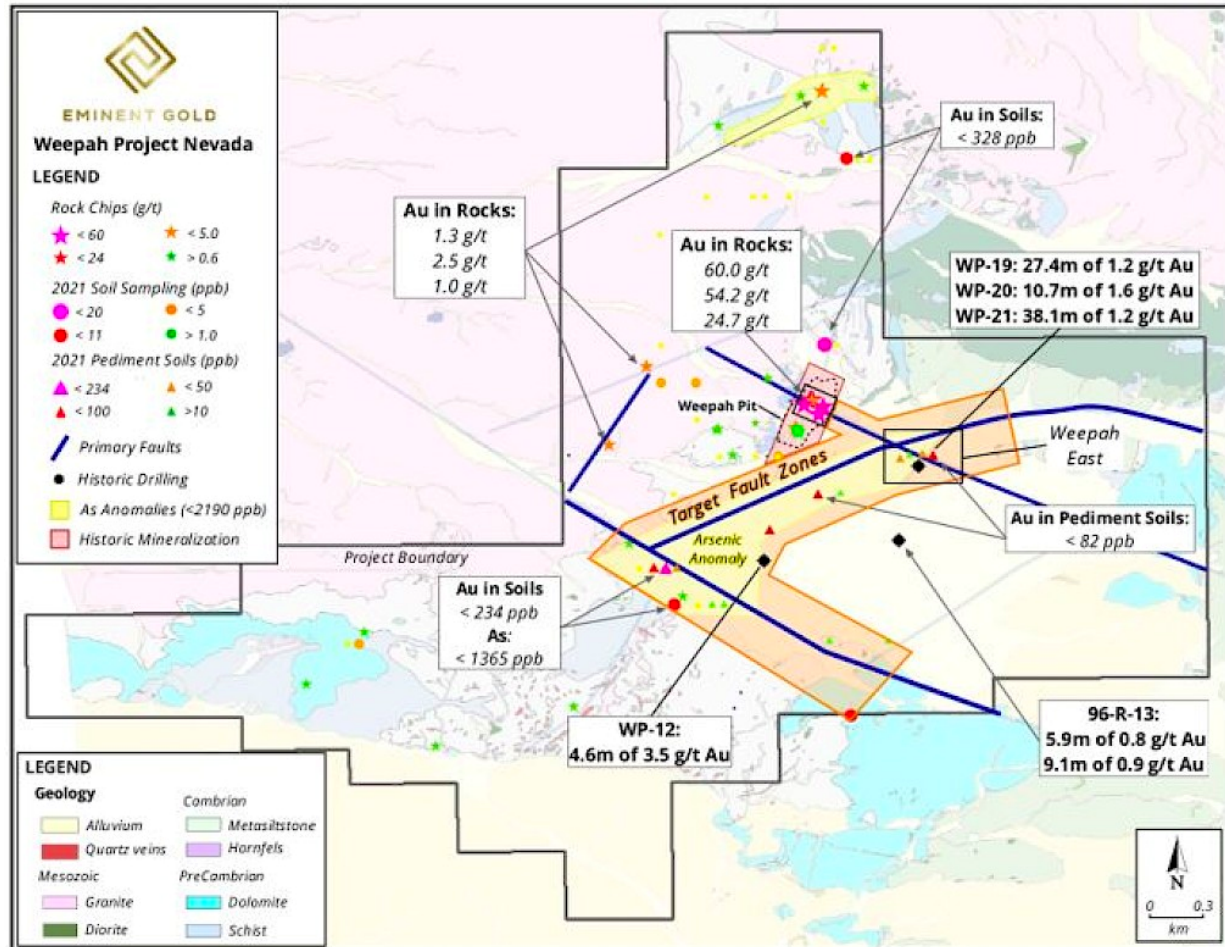 EMINENT GOLD
Weepah Project Nevada
LEGEND
Rock Chips (g/t)
< 60
< 5.0
< 24
> 0.6
2021 Soil Sampling (ppb)
< 20
< 5
< 11
> 1.0
2021 Pediment Soils (ppb)
< 234
< 50
< 100
>10
Primary Faults
Historic Drilling
As Anomalies (<2190 ppb)
Historic Mineralization
Au in Soils:
< 328 ppb
Au in Rocks:
1.3 g/t
2.5 g/t
1.0 g/t
Au in Rocks:
60.0 g/t
54.2 g/t
24.7 g/t
WP-19: 27.4m of 1.2 g/t Au
WP-20: 10.7m of 1.6 g/t Au
WP-21: 38.1m of 1.2 g/t Au
Weepah Pit
Weepah
East
Target Fault Zones
Arsenic
Anomaly
Au in Pediment Soils:
< 82 ppb
Project Boundary
Au in Soils
< 234 ppb
As:
< 1365 ppb
WP-12:
4.6m of 3.5 g/t Au
96-R-13:
5.9m of 0.8 g/t Au
9.1m of 0.9 g/t Au
LEGEND
Geology
Alluvium
Quartz veins
Mesozoic
Granite
Diorite
Cambrian
Metasiltstone
Hornfels
PreCambrian
Dolomite
Schist
N
0 0.3
km